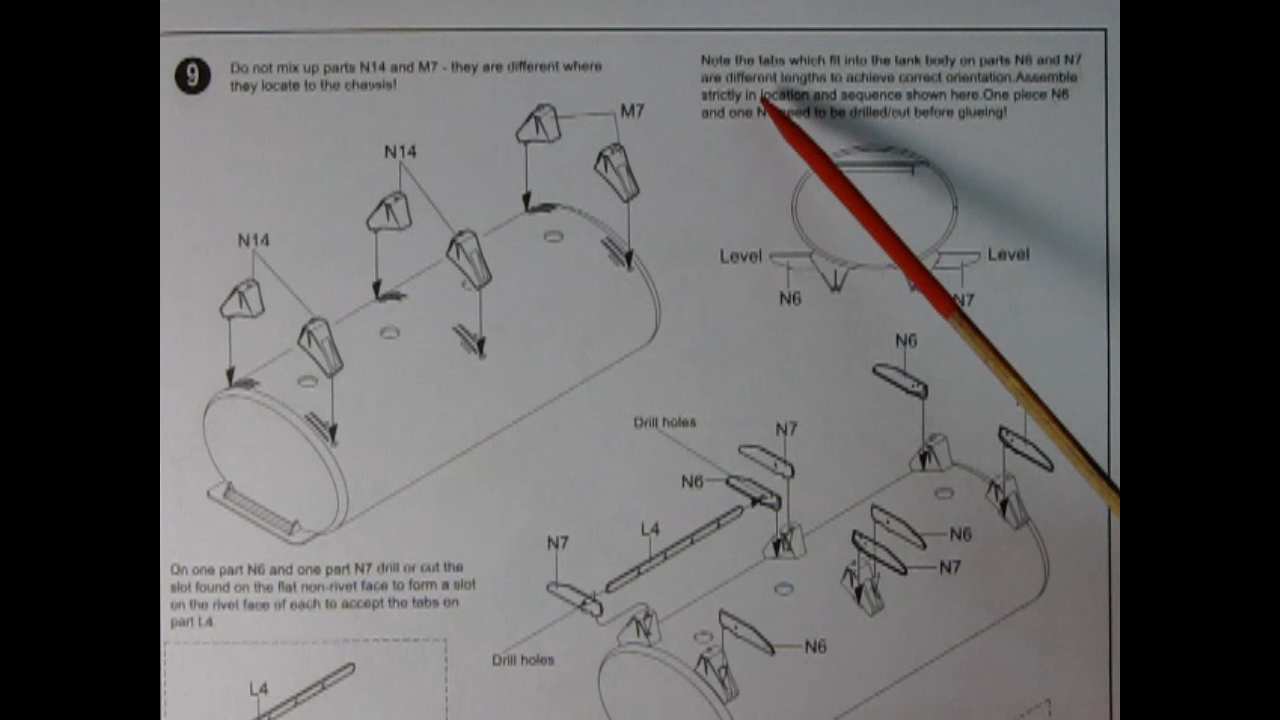 9
Do not mix up parts N14 and M7 - they are different where
they locate to the chassis!
Note the tabs which fit into the tank body on parts N6 and N7
are different lengths to achieve correct orientation.Assemble
strictly in location and sequence shown here.One piece N6
and one to be drilled/cut before glueing!
M7
N14
N14
Level
Level
N6
N7
N6
Drill holes
N7
N6
L4
N6
N7
N7
On one part N6 and one part N7 drill or cut the
slot found on the flat non-rivet face to form a slot
on the rivet face of each to accept the tabs on
part L4
N6
Drill holes
L4